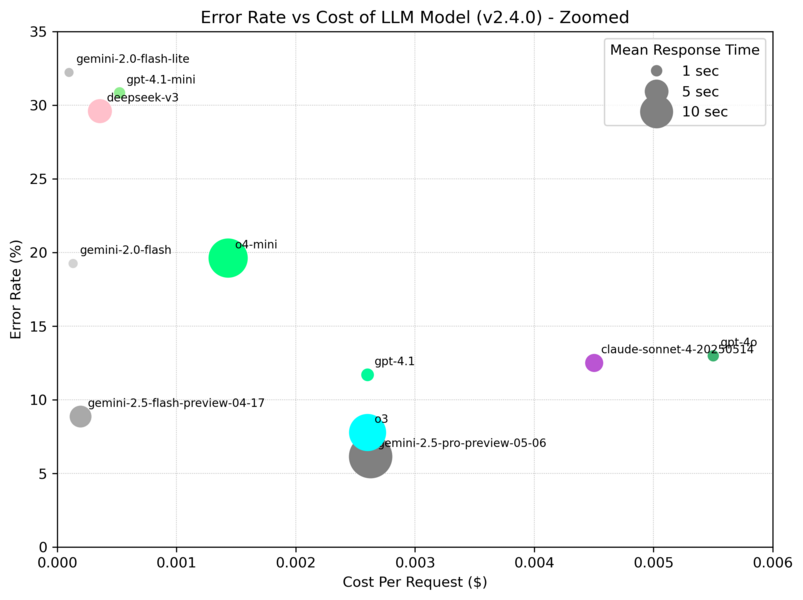 Error Rate vs Cost of LLM Model (v2.4.0) - Zoomed
Error Rate (%)
35
30
25
20
15
10
5
0
Mean Response Time
1 sec
5 sec
10 sec
gemini-2.0-flash-lite
gpt-4.1-mini
deepseek-v3
o4-mini
gemini-2.0-flash
gpt-4o
claude-sonnet-4-20250514
gpt-4.1
gemini-2.5-flash-preview-04-17
o3
gemini-2.5-pro-preview-05-06
0.000 0.001 0.002 0.003 0.004 0.005 0.006
Cost Per Request ($)